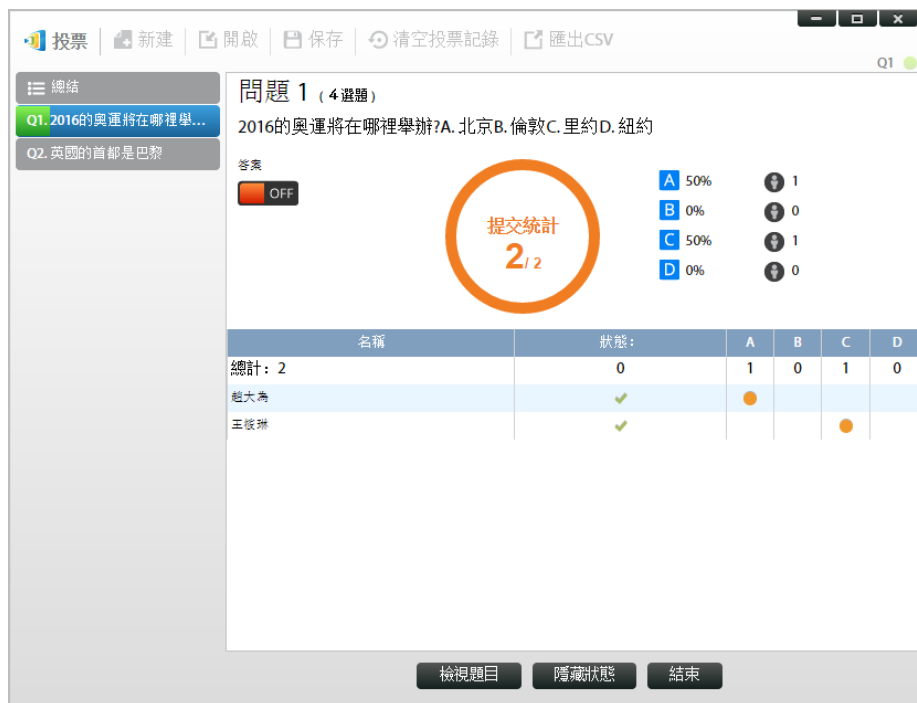 投票 新建 開啟 保存 清空投票記錄 匯出CSV
Q1
總結
Q1. 2016的奧運將在哪裡舉...
Q2. 英國的首都是巴黎
問題 1 ( 4 選題 )
2016的奧運將在哪裡舉辦?A. 北京B. 倫敦C. 里約D. 紐約
答案
OFF
提交統計
2/ 2
A 50% 1
B 0% 0
C 50% 1
D 0% 0
名稱 狀態: A B C D
總計: 2 0 1 0 1 0
趙大為
王筱琳
檢視題目 隱藏狀態 結束